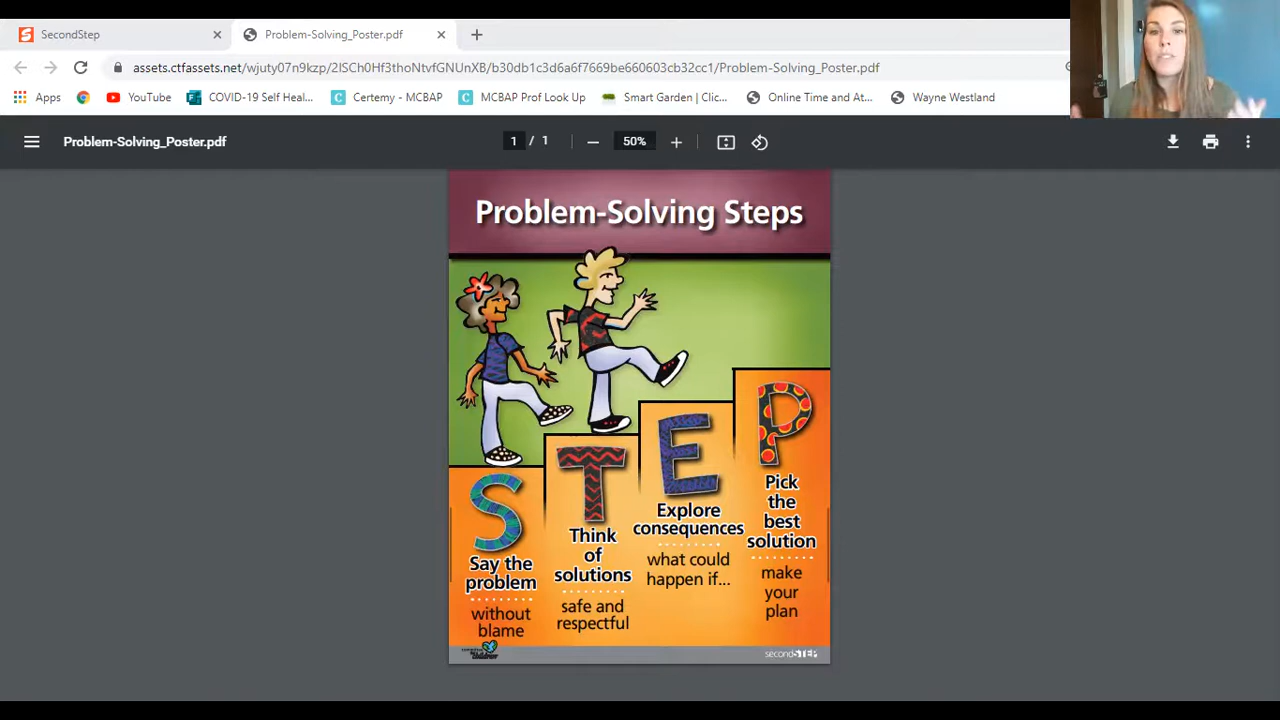 SecondStep
Problem-Solving_Poster.pdf
assets.ctfassets.net/wjuty07n9kzp/2ISCh0Hf3thoNtvfGNUnXB/b30db1c3d6a6f7669be660603cb32cc1/Problem-Solving_Poster.pdf
Apps YouTube COVID-19 Self Heal... Certemy - MCBAP MCBAP Prof Look Up Smart Garden | Clic... Online Time and At... Wayne Westland
Problem-Solving_Poster.pdf 1 / 1 50%
Problem-Solving Steps
S
Say the
problem
without
blame
T
Think
of
solutions
safe and
respectful
E
Explore
consequences
what could
happen if...
P
Pick
the
best
solution
make
your
plan
secondSTEP